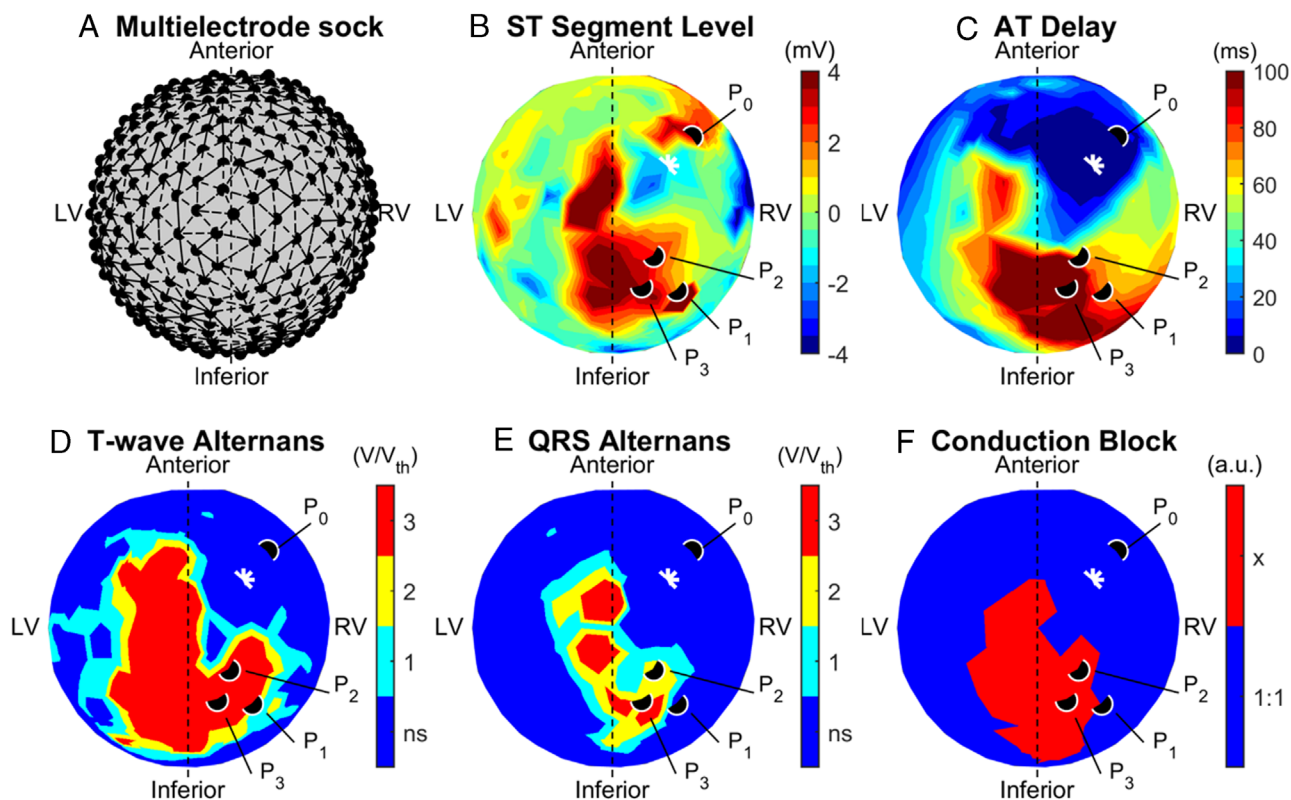 A Multielectrode sock
Anterior
LV
RV
Inferior
B ST Segment Level
Anterior
(mV)
4
2
0
-2
-4
LV
RV
P0
P2
P1
P3
Inferior
C AT Delay
Anterior
(ms)
100
80
60
40
20
0
LV
RV
P0
P2
P1
P3
Inferior
D T-wave Alternans
Anterior
(V/Vth)
3
2
1
ns
LV
RV
P0
P2
P1
P3
Inferior
E QRS Alternans
Anterior
(V/Vth)
3
2
1
ns
LV
RV
P0
P2
P1
P3
Inferior
F Conduction Block
Anterior
(a.u.)
x
1:1
LV
RV
P0
P2
P1
P3
Inferior